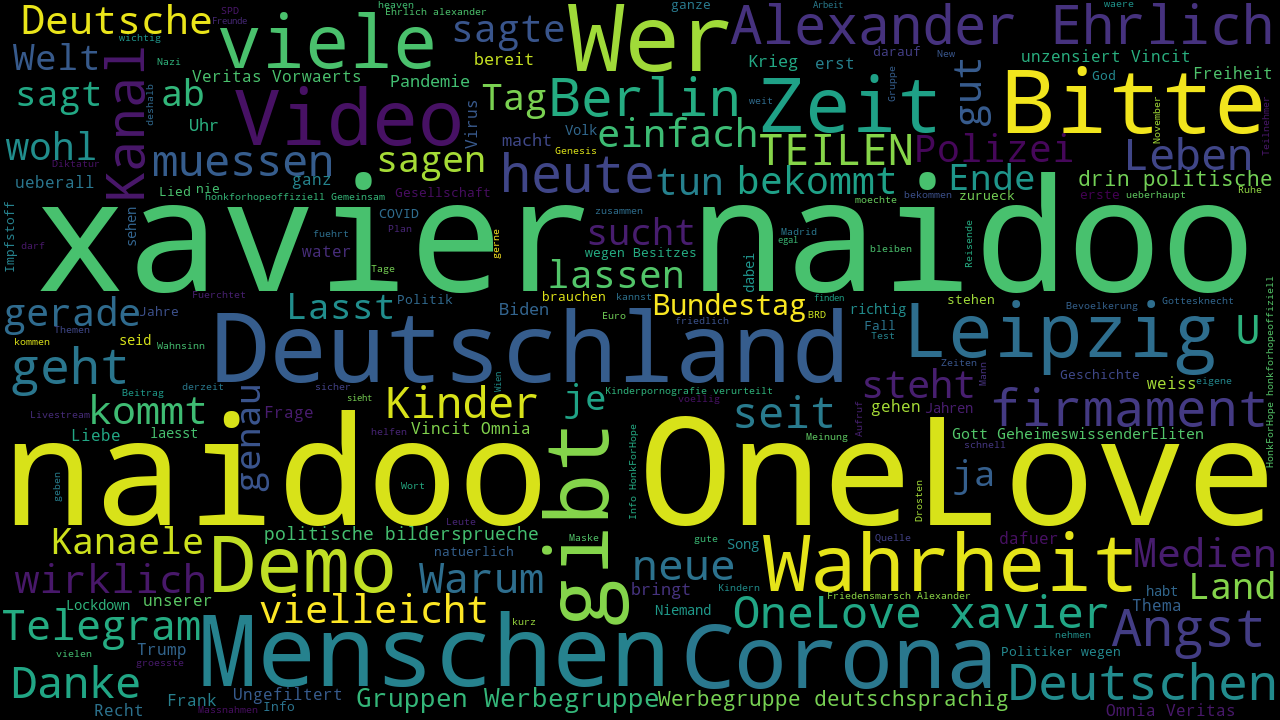 Deutsche
viele
sagte
Wer
ganze
Alexander Ehrlich
SPD
Freunde
heaven
Ehrlich alexander
Arbeit
waere
wichtig
Nazi
Welt
Kanal
deshalb
Veritas Vorwaerts
Pandemie
bereit
Krieg
erst
darauf
New
gut
unzensiert Vincit
God
Freiheit
sagt
ab
Video
Virus
Tag
Berlin
weit
Zeit
Gruppe
Bitte
November
Teilnehmer
Uhr
wohl
muessen
sagen
macht
Volk
einfach
TEILEN
Polizei
Leben
Diktatur
Genesis
ueberall
ganz
heute
tun
bekommt
Ende
drin politische
Lied
nie
honkforhopeoffiziell Gemeinsam
Gesellschaft
moechte
bekommen
zurueck
erste
ueberhaupt
Ruhe
Impfstoff
sehen
xavier
naidoo
COVID
zusammen
fuehrt
Plan
sucht
Madrid
egal
Reisende
darf
water
gerne
wegen Besitzes
dabei
bleiben
Tage
lassen
Fuerchtet
gerade
Jahre
Lasst
Politik
brauchen
kannst
Bundestag
finden
stehen
Bevoelkerung
Gottesknecht
Themen
Biden
Euro
friedlich
BRD
richtig
Leipzig
U
kommen
seid
Wahnsinn
Deutschland
Fall
Test
geht
Zeiten
Mann
Geschichte
Beitrag
derzeit
sicher
sieht
Wien
Kinderpornografie verurteilt
voellig
steht
weiss
eigene
HonkForHope honkforhopeoffiziell
kommt
genau
Kinder
je
seit
Aufruf
gehen
Jahren
firmament
Livestream
Frage
Liebe
laesst
helfen
Vincit Omnia
Meinung
Gott GeheimeswissenderEliten
schnell
naidoo
gibt
Info HonkForHope
OneLove
ja
geben
Wort
Drosten
Leute
Kanaele
politische bildersprueche
Maske
gute
Song
Quelle
dafuer
Medien
wirklich
Demo
natuerlich
Warum
neue
bringt
Kindern
Wahrheit
Land
Lockdown
unserer
vielleicht
kurz
Niemand
Friedensmarsch Alexander
habt
Thema
Telegram
OneLove xavier
nehmen
Angst
vielen
Trump
groesste
Menschen
Corona
Politiker wegen
Danke
Frank
Ungefiltert
Gruppen Werbegruppe
Werbegruppe deutschsprachig
Deutschen
Recht
Massnahmen
Info
Omnia Veritas